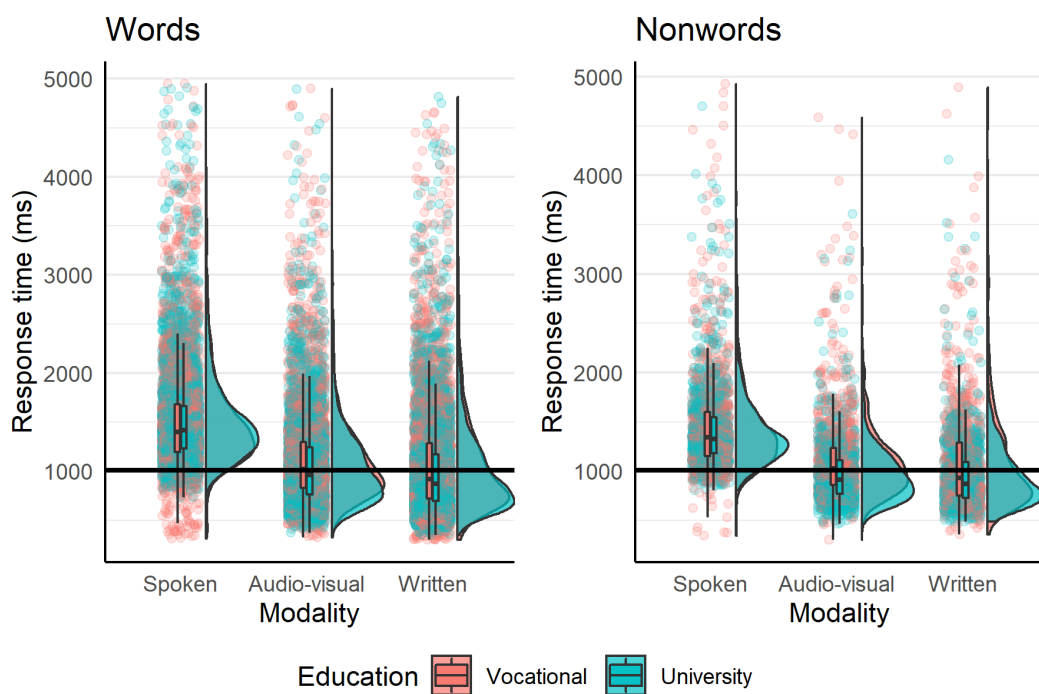 Words
Response time (ms)
5000
4000
3000
2000
1000
Spoken
Audio-visual
Written
Modality
Nonwords
Response time (ms)
5000
4000
3000
2000
1000
Spoken
Audio-visual
Written
Modality
Education
Vocational
University